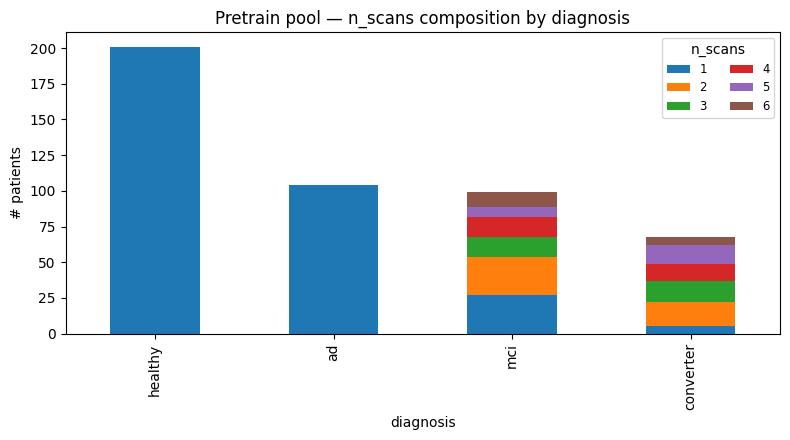 Pretrain pool — n_scans composition by diagnosis
n_scans
1 4
2 5
3 6
# patients
200
175
150
125
100
75
50
25
0
healthy
ad
mci
converter
diagnosis